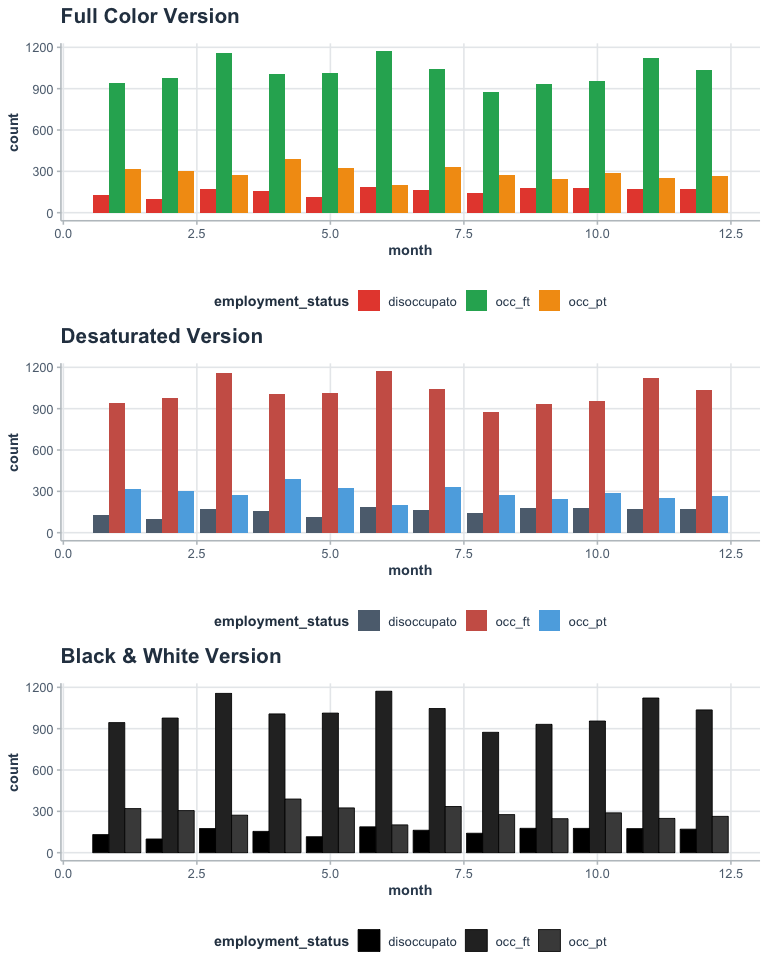 Full Color Version
1200
900
600
300
0
count
0.0 2.5 5.0 7.5 10.0 12.5
month
employment_status disoccupato occ_ft occ_pt
Desaturated Version
1200
900
600
300
0
count
0.0 2.5 5.0 7.5 10.0 12.5
month
employment_status disoccupato occ_ft occ_pt
Black & White Version
1200
900
600
300
0
count
0.0 2.5 5.0 7.5 10.0 12.5
month
employment_status disoccupato occ_ft occ_pt